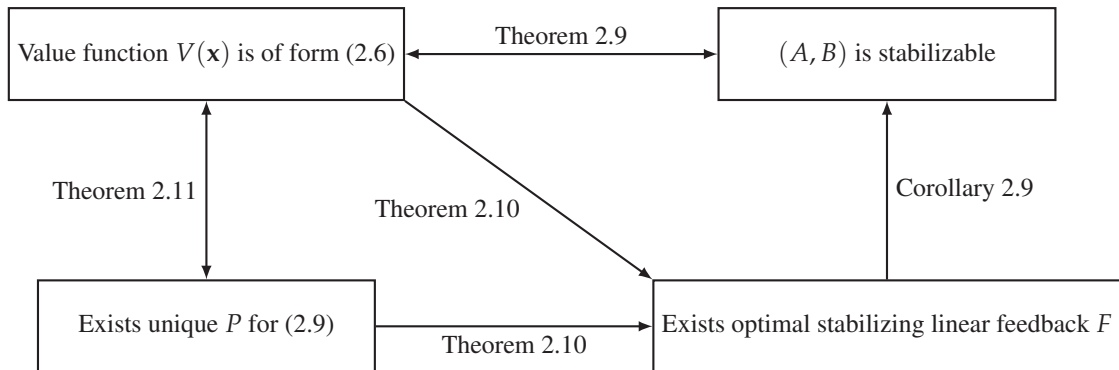 Value function V(x) is of form (2.6)
Theorem 2.9
(A, B) is stabilizable
Theorem 2.11
Theorem 2.10
Corollary 2.9
Exists unique P for (2.9)
Theorem 2.10
Exists optimal stabilizing linear feedback F